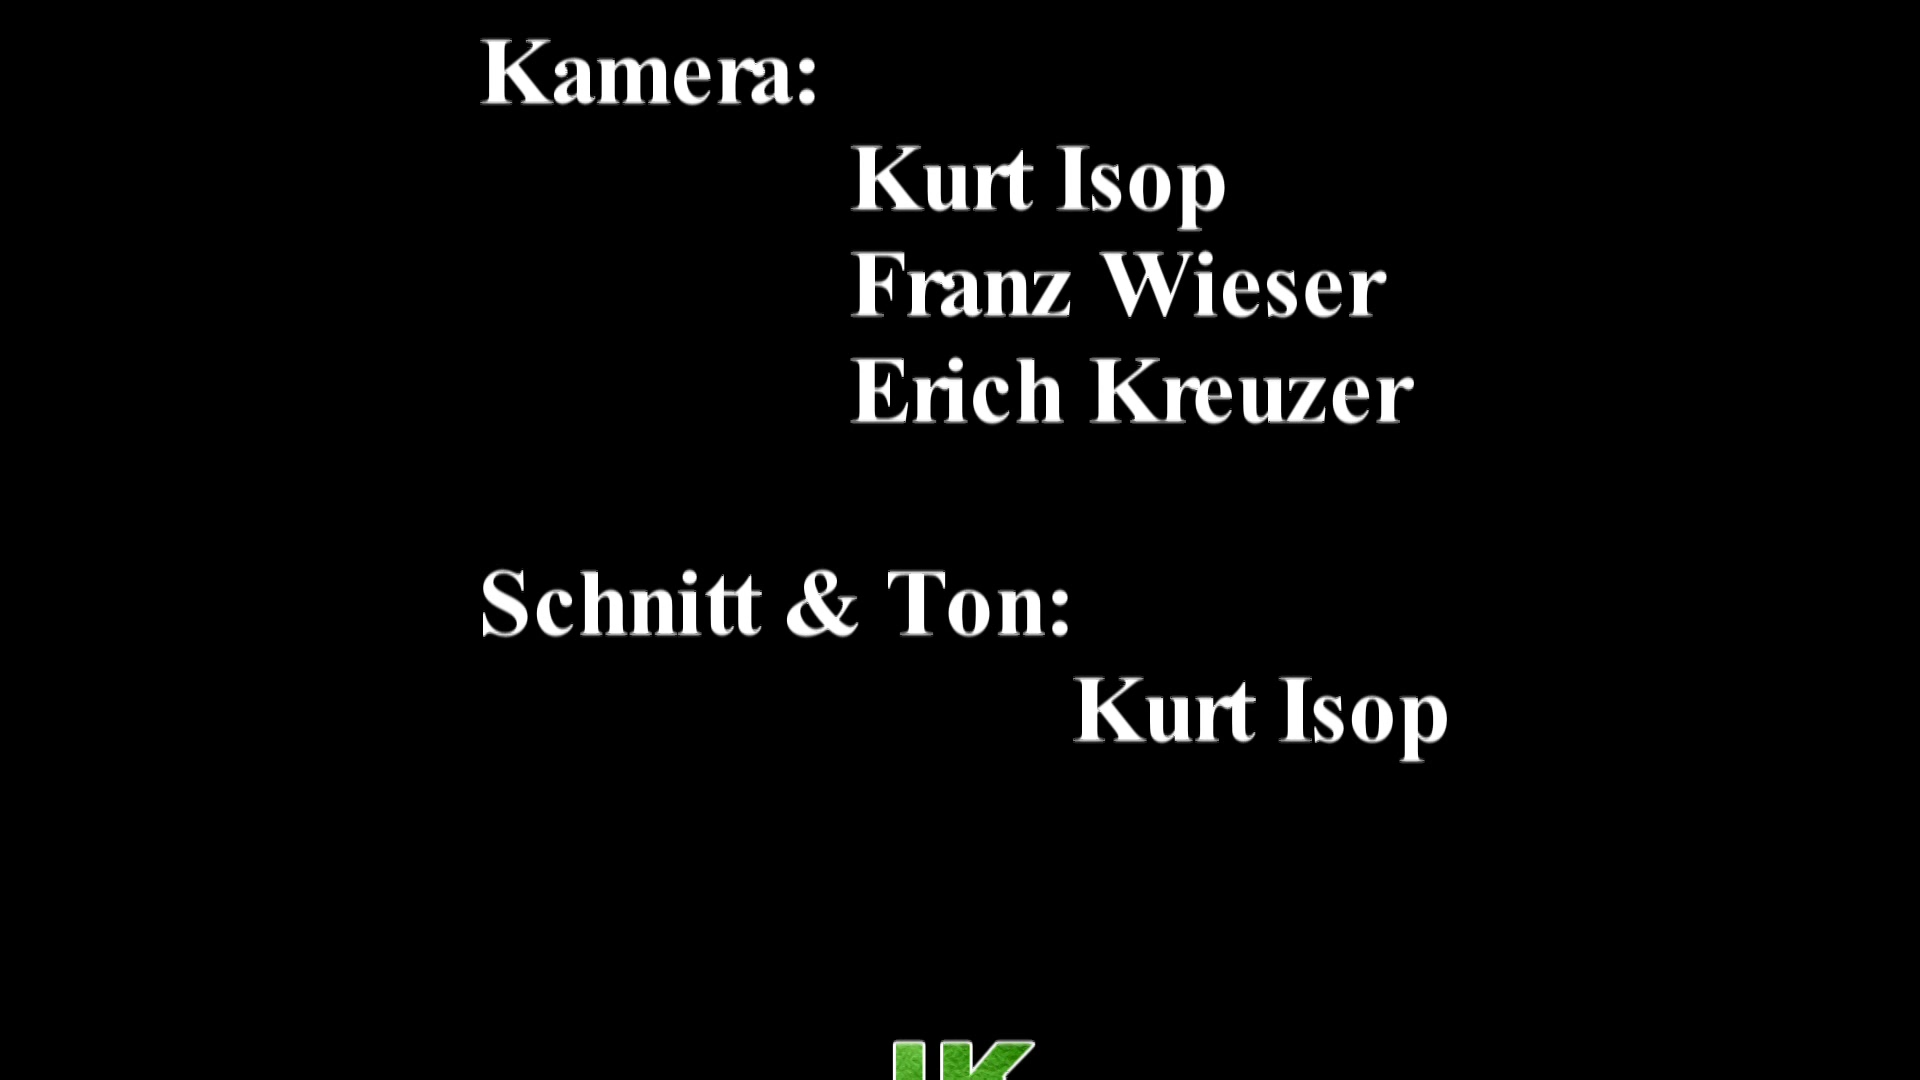 Kamera:
Kurt Isop
Franz Wieser
Erich Kreuzer
Schnitt & Ton:
Kurt Isop